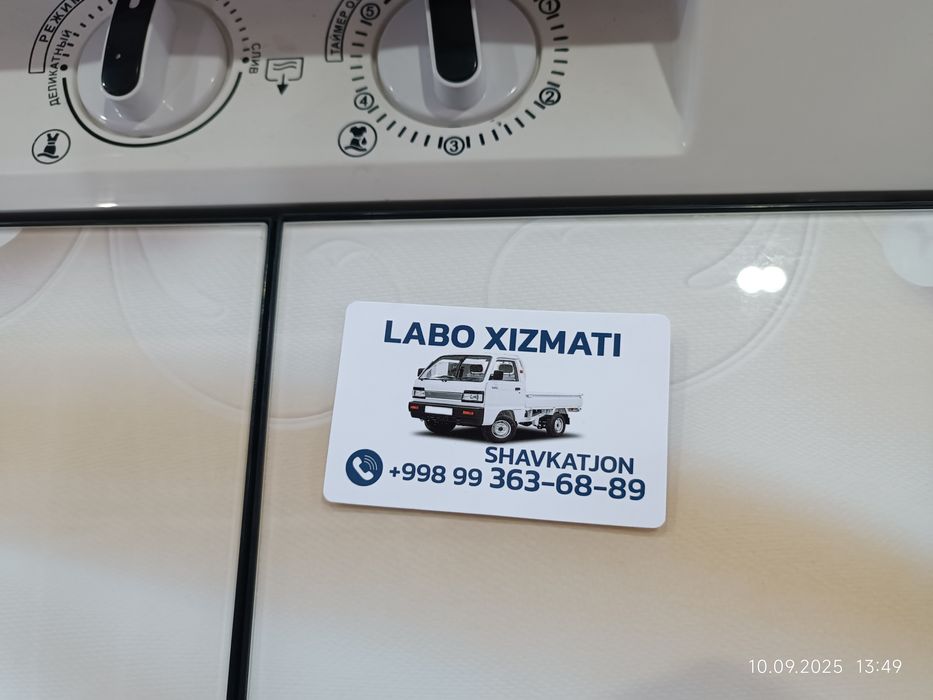 РЕЖИМ
ДЕЛИКАТНЫЙ
СЛИВ
ТАЙМЕР
5
4
3
2
1
LABO XIZMATI
SHAVKATJON
+998 99 363-68-89
10.09.2025 13:49